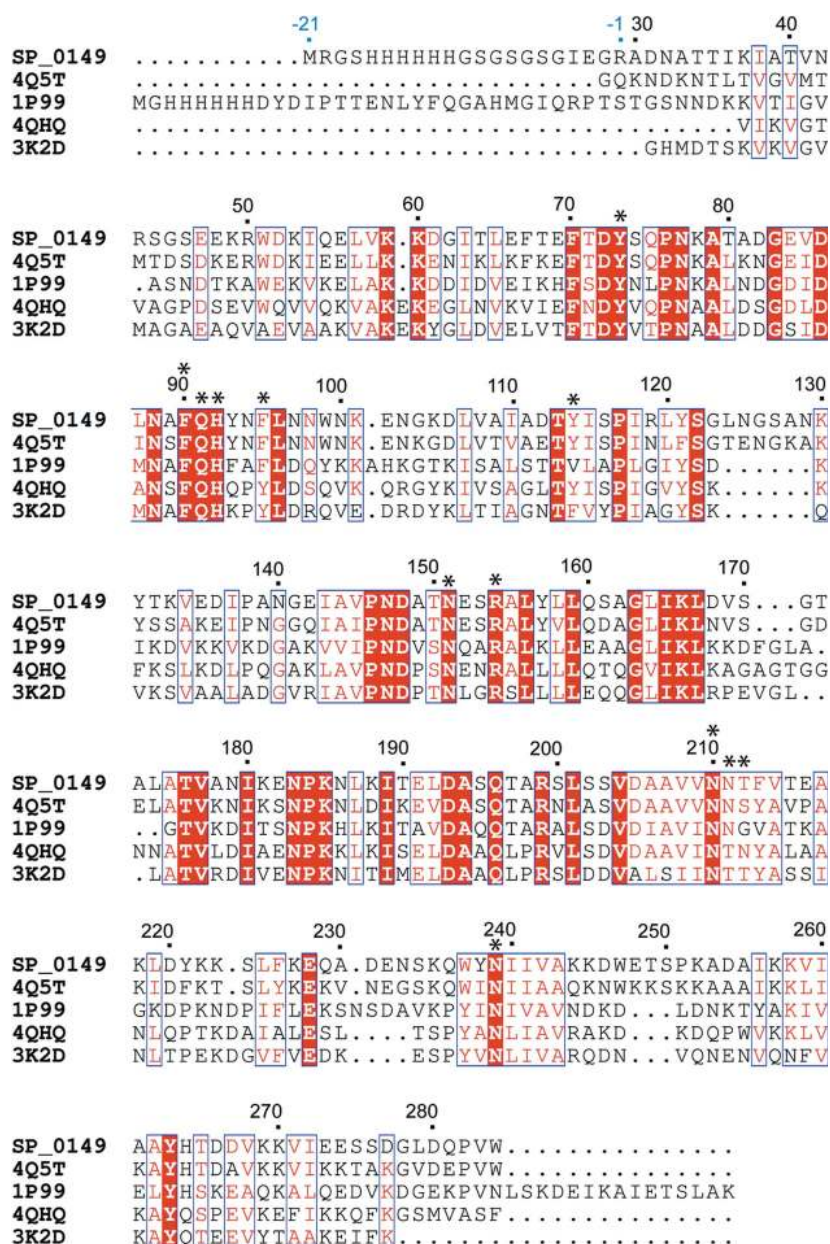 -21 -1 30 40
SP_0149 ...........MRGSHHHHHHGSGSGSGIEGRADNATTIKIATVN
4Q5T ..............................GQKNDKNTLTVGVMT
1P99 MGHHHHHHDYDIPTTENLYFQGAHMGIQRPTSTGSNNDKKVTIGV
4QHQ .......................................VIKVGT
3K2D .................................GHMDTSKVKVGV
50 60 70 * 80
SP_0149 RSGSEEKRWDKIQELVK.KDGITLEFTEFTDYSQPNKATADGEVD
4Q5T MTDSDKERWDKIEELLK.KENIKLKFKEFTDYSQPNKALKNGEID
1P99 .ASNDTKAWEKVKELAK.KDDIDVEIKHFSDYNLPNKALNDGDID
4QHQ VAGPDSEVWQVVQKVAKEKEGLNVKVIEFNDYVQPNAALDSGDLD
3K2D MAGAEAQVAEVAAKVAKEKYGLDVELVTFTDYVTPNAALDDGSID
*
90 ** * 100 110 * 120 130
SP_0149 LNAFQHYNFLNNWNK.ENGKDLVAIADTYISPIRLYSGLNGSANK
4Q5T INSFQHYNFLNNWNK.ENKGDLVTVAETYISPINLFSGTENGKAK
1P99 MNAFQHFAFLDQYKKAHKGTKISALSTTVLAPLGIYSD......K
4QHQ ANSFQHQPYLDSQVK.QRGYKIVSAGLTYISPIGVYSK......K
3K2D MNAFQHKPYLDRQVE.DRDYKLTIAGNTFVYPIAGYSK......Q
140 150 * * 160 170
SP_0149 YTKVEDIPANGEIAVPNDATNESRALYLLQSAGLIKLDVS...GT
4Q5T YSSAKEIPNGGQIAIPNDATNESRALYVLQDAGLIKLNVS...GD
1P99 IKDVKKVKDGAKVVIPNDVSNQARALKLLEAAGLIKLKKDFGLA.
4QHQ FKSLKDLPQGAKLAVPNDPSNENRALLLLQTQGVIKLKAGAGTGG
3K2D VKSVAALADGVRIAVPNDPTNLGRSLLLLEQQGLIKLRPEVGL..
*
180 190 200 210 **
SP_0149 ALATVANIKENPKNLKITELDASQTARSLSSVDAAVVNNTFVTEA
4Q5T ELATVKNIKSNPKNLDIKEVDASQTARNLASVDAAVVNNSYAVPA
1P99 ..GTVKDITSNPKHLKITAVDAQQTARALSDVDIAVINNGVATKA
4QHQ NNATVLDIAENPKKLKISELDAAQLPRVLSDVDAAVINTNYALAA
3K2D .LATVRDIVENPKNITIMELDAAQLPRSLDDVALSIINTTYASSI
220 230 * 240 250 260
SP_0149 KLDYKK.SLFKEQA.DENSKQWYNIIVAKKDWETSPKADAIKKVI
4Q5T KIDFKT.SLYKEKV.NEGSKQWINIIAAQKNWKKSKKAAAIKKLI
1P99 GKDPKNDPIFLEKSNSDAVKPYINIVAVNDKD..LDNKTYAKIV
4QHQ NLQPTKDAIALESL....TSPYANLIAVRAKD...KDQPWVKKLV
3K2D NLTPEKDGVFVEDK....ESPYVNLIVARQDN...VQNENVQNFV
270 280
SP_0149 AAYHTDDVKKVIEESSDGLDQPVW...............
4Q5T KAYHTDAVKKVIKKTAKGVDEPVW...............
1P99 ELYHSKEAQKALQEDVKDGEKPVNLSKDEIKAIETSLAK
4QHQ KAYQSPEVKEFIKKQFKGSMVASF...............
3K2D KAYQTEEVYTAAKEIFK......................